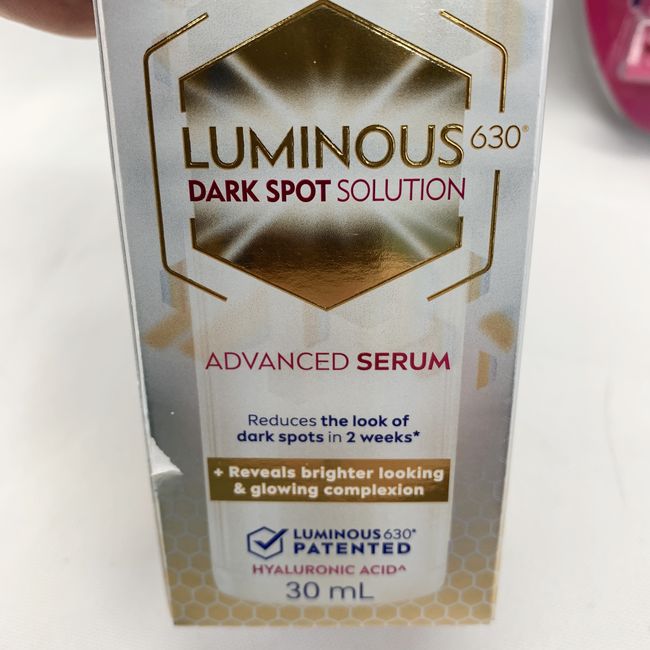 LUMINOUS630®
DARK SPOT SOLUTION
ADVANCED SERUM
Reduces the look of
dark spots in 2 weeks*
+ Reveals brighter looking
& glowing complexion
LUMINOUS630®
PATENTED
HYALURONIC ACID^
30 mL